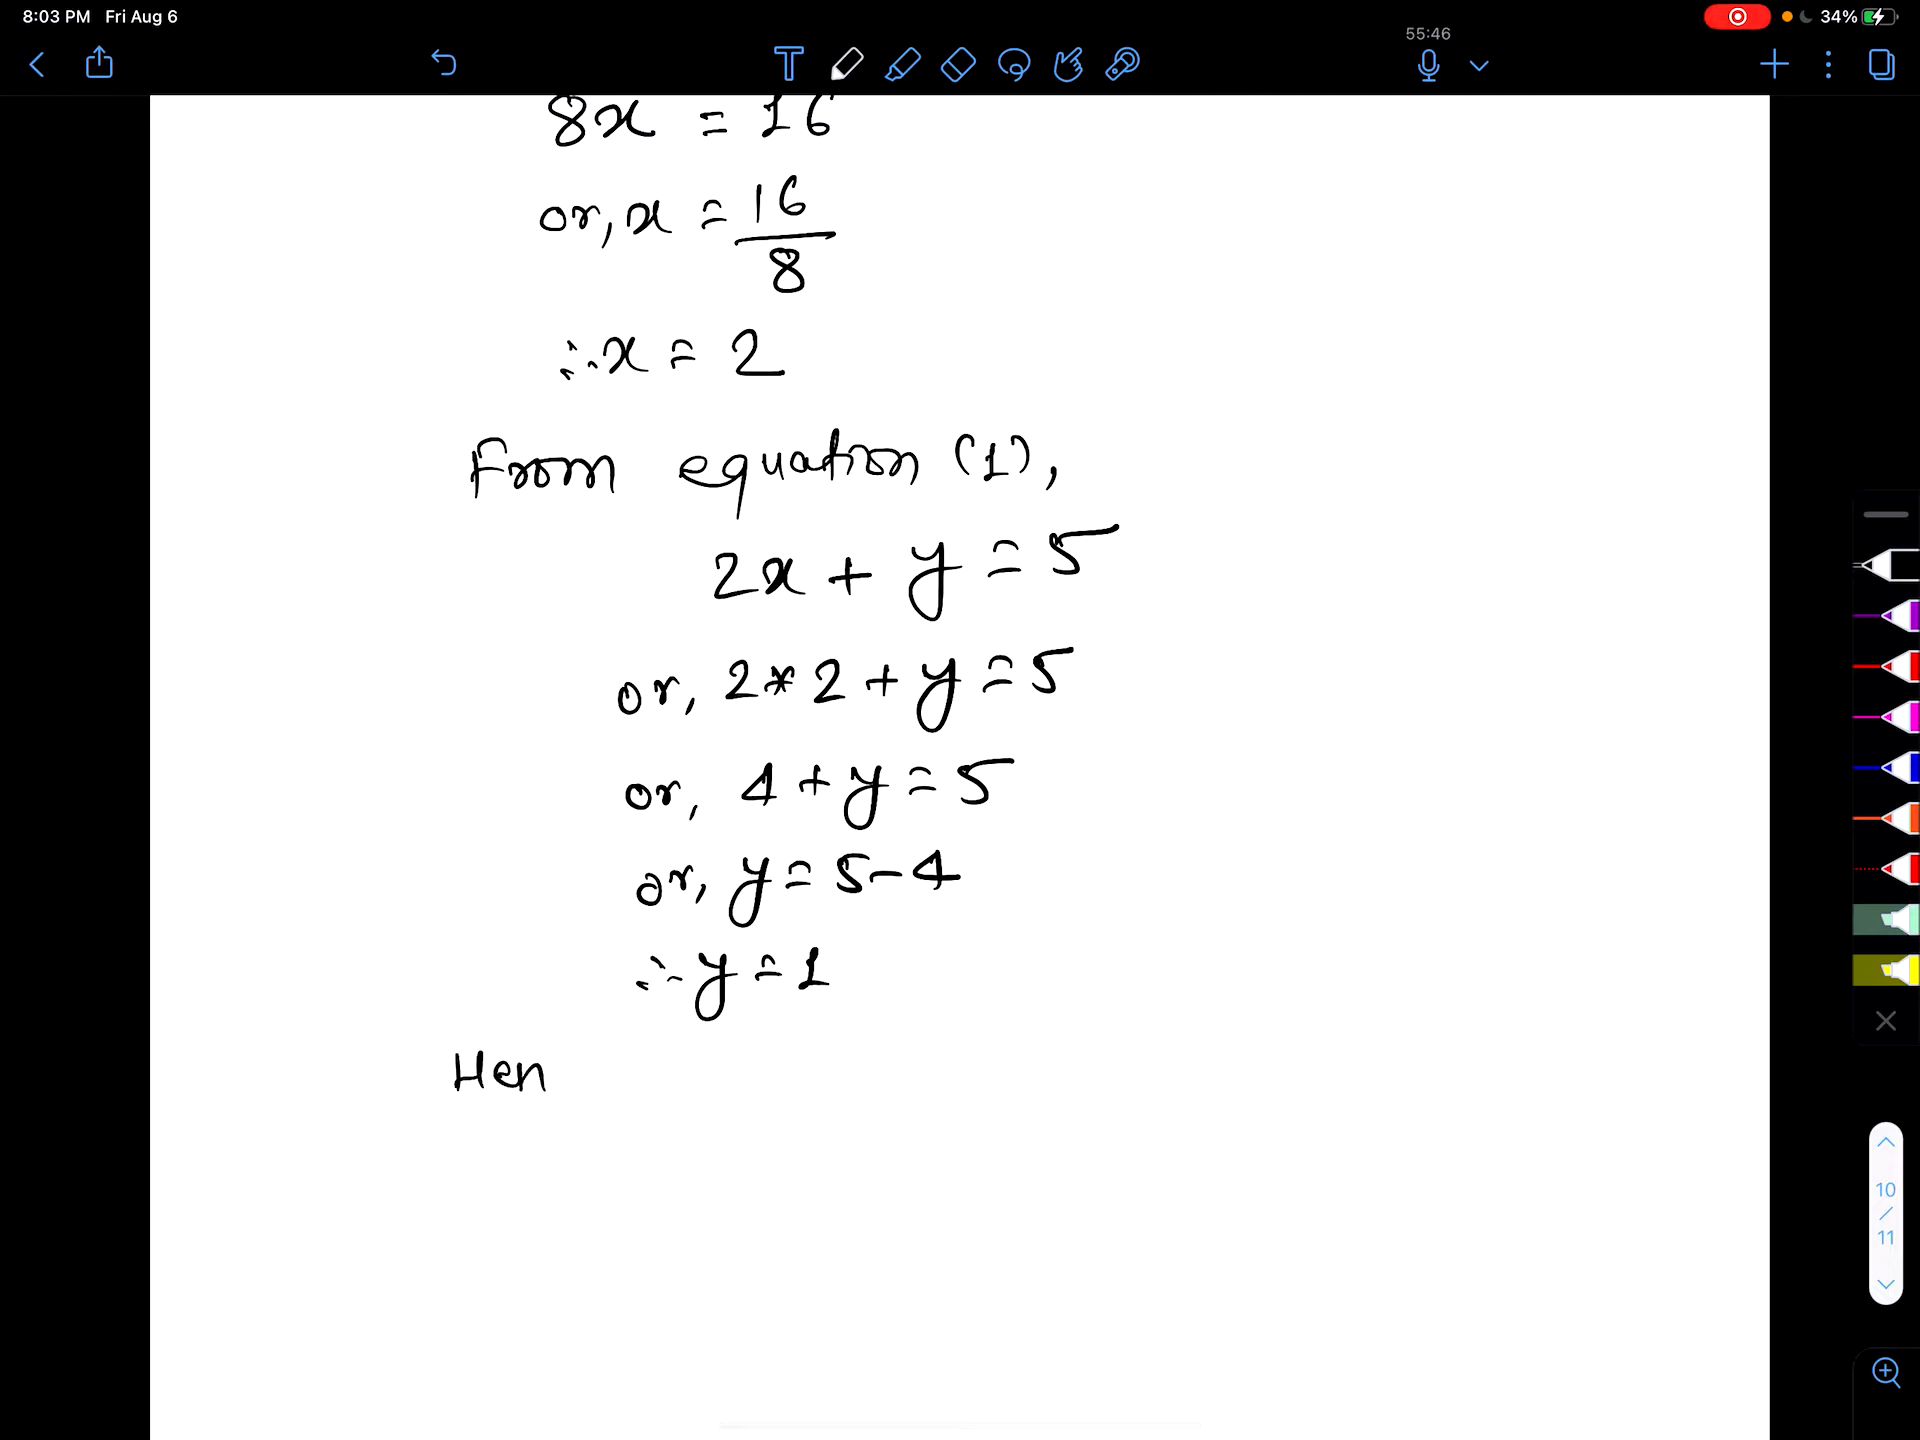 8:03 PM Fri Aug 6
34%
55:46
T
8x = 16
or, x = 16/8
∴ x = 2
From equation (1),
2x + y = 5
or, 2*2 + y = 5
or, 4 + y = 5
or, y = 5-4
∴ y = 1
Hen
10
/
11